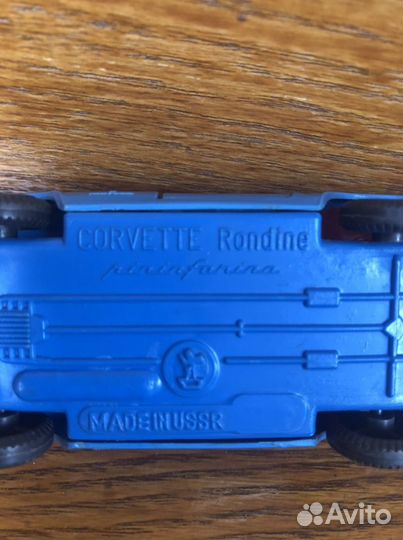 CORVETTE Rondine
pininfarina
MADE IN USSR
Avito